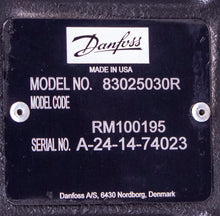 Danfoss
MADE IN USA
MODEL NO. 83025030R
MODEL CODE
RM100195
SERIAL NO. A-24-14-74023
Danfoss A/S, 6430 Nordborg, Denmark